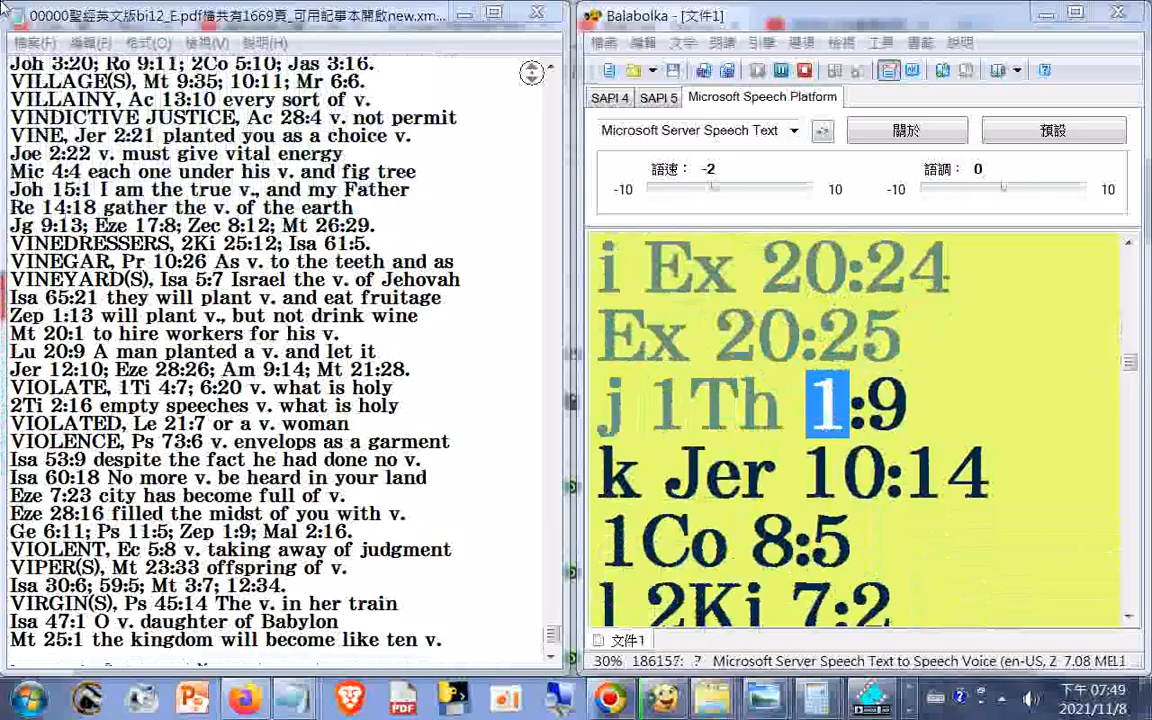 00000聖經英文版bi12_E.pdf檔共有1669頁_可用記事本開啟new.xm...
檔案(F) 編輯(E) 格式(O) 檢視(V) 說明(H)
Joh 3:20; Ro 9:11; 2Co 5:10; Jas 3:16.
VILLAGE(S), Mt 9:35; 10:11; Mr 6:6.
VILLAINY, Ac 13:10 every sort of v.
VINDICTIVE JUSTICE, Ac 28:4 v. not permit
VINE, Jer 2:21 planted you as a choice v.
Joe 2:22 v. must give vital energy
Mic 4:4 each one under his v. and fig tree
Joh 15:1 I am the true v., and my Father
Re 14:18 gather the v. of the earth
Jg 9:13; Eze 17:8; Zec 8:12; Mt 26:29.
VINEDRESSERS, 2Ki 25:12; Isa 61:5.
VINEGAR, Pr 10:26 As v. to the teeth and as
VINEYARD(S), Isa 5:7 Israel the v. of Jehovah
Isa 65:21 they will plant v. and eat fruitage
Zep 1:13 will plant v., but not drink wine
Mt 20:1 to hire workers for his v.
Lu 20:9 A man planted a v. and let it
Jer 12:10; Eze 28:26; Am 9:14; Mt 21:28.
VIOLATE, 1Ti 4:7; 6:20 v. what is holy
2Ti 2:16 empty speeches v. what is holy
VIOLATED, Le 21:7 or a v. woman
VIOLENCE, Ps 73:6 v. envelops as a garment
Isa 53:9 despite the fact he had done no v.
Isa 60:18 No more v. be heard in your land
Eze 7:23 city has become full of v.
Eze 28:16 filled the midst of you with v.
Ge 6:11; Ps 11:5; Zep 1:9; Mal 2:16.
VIOLENT, Ec 5:8 v. taking away of judgment
VIPER(S), Mt 23:33 offspring of v.
Isa 30:6; 59:5; Mt 3:7; 12:34.
VIRGIN(S), Ps 45:14 The v. in her train
Isa 47:1 O v. daughter of Babylon
Mt 25:1 the kingdom will become like ten v.
Balabolka - [文件1]
檔案 編輯 文字 朗讀 引擎 選項 檢視 工具 書籤 說明
SAPI 4 SAPI 5 Microsoft Speech Platform
Microsoft Server Speech Text 關於 預設
語速: -2 語調: 0
-10 10 -10 10
i Ex 20:24
Ex 20:25
j 1Th 1:9
k Jer 10:14
1Co 8:5
l 2Ki 7:2
文件1
30% 18615?: ? Microsoft Server Speech Text to Speech Voice (en-US, Z 7.08 ME
PDF
下午 07:49
2021/11/8